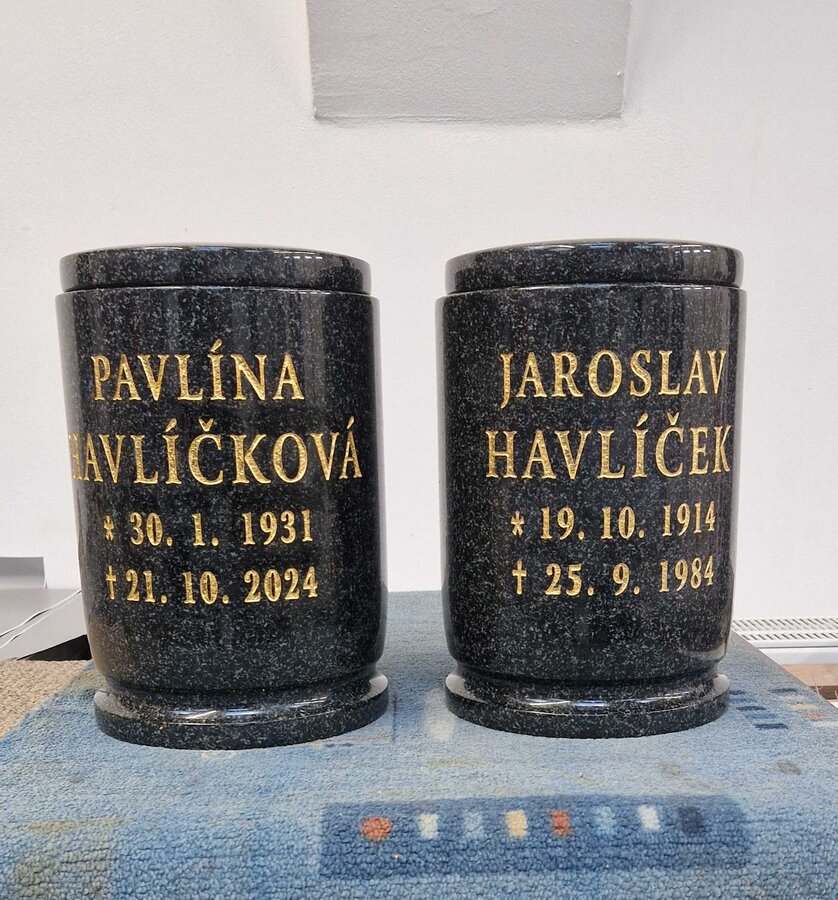 PAVLÍNA
HAVLÍČKOVÁ
* 30. 1. 1931
† 21. 10. 2024
JAROSLAV
HAVLÍČEK
* 19. 10. 1914
† 25. 9. 1984